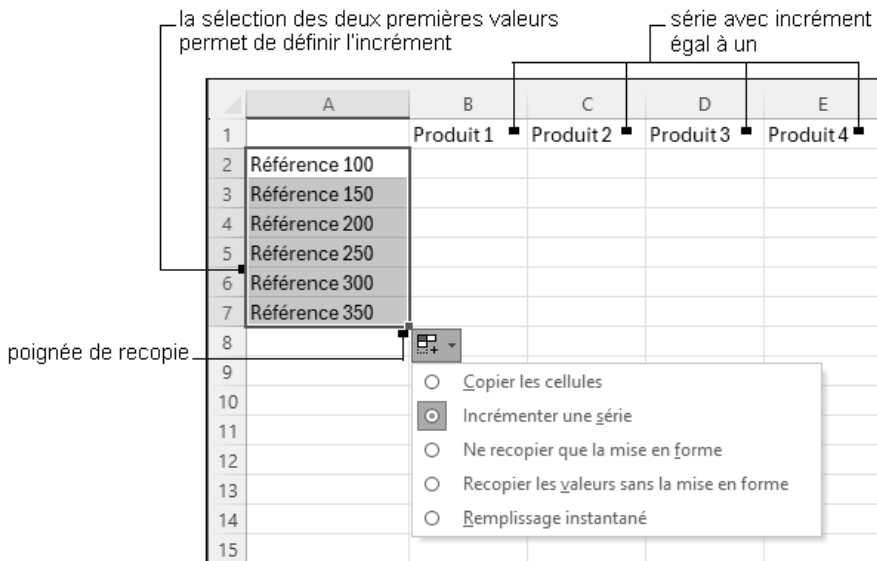 la sélection des deux premières valeurs
permet de définir l'incrément
série avec incrément
égal à un
A B C D E
1 Produit 1 Produit 2 Produit 3 Produit 4
2 Référence 100
3 Référence 150
4 Référence 200
5 Référence 250
6 Référence 300
7 Référence 350
poignée de recopie
8
9
Copier les cellules
10
Incrémenter une série
11
Ne recopier que la mise en forme
12
13
Recopier les valeurs sans la mise en forme
14
Remplissage instantané
15